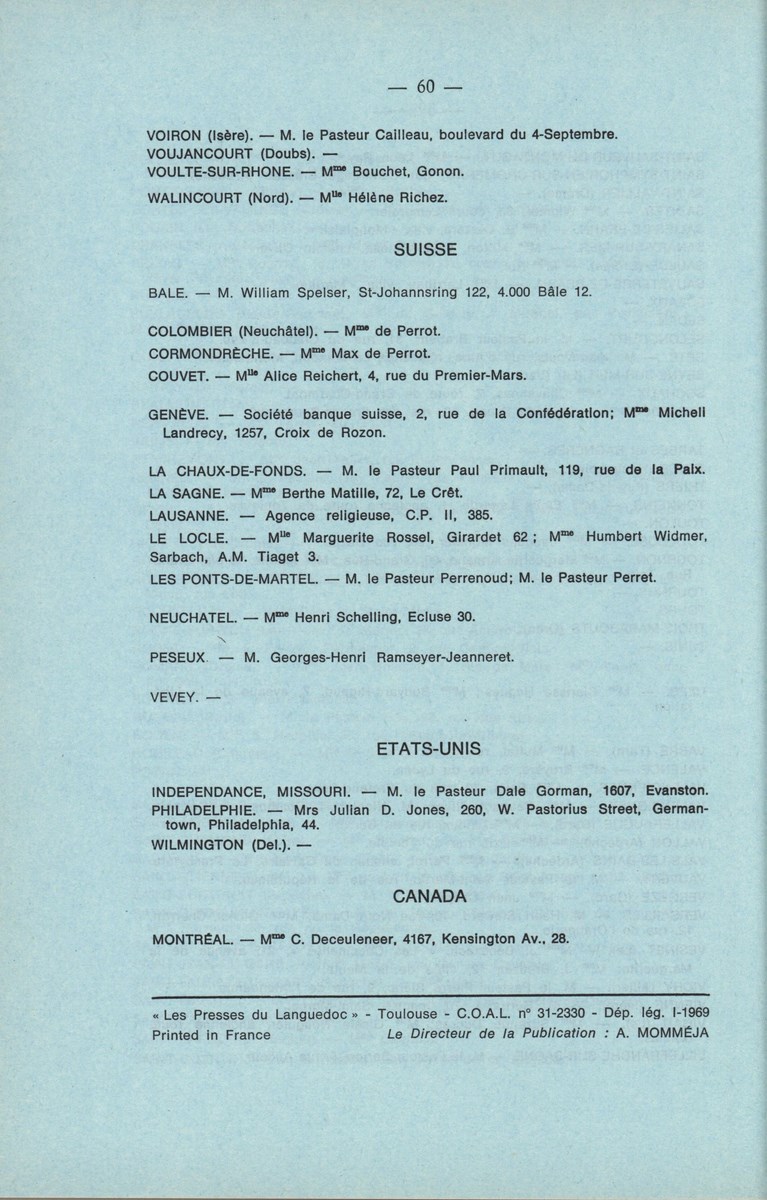 — 60 —
VOIRON (Isère). — M. le Pasteur Cailleau, boulevard du 4-Septembre.
VOUJANCOURT (Doubs). —
VOULTE-SUR-RHONE. — Mme Bouchet, Gonon.
WALINCOURT (Nord). — Mlle Hélène Richez.
SUISSE
BALE. — M. William Spelser, St-Johannsring 122, 4.000 Bâle 12.
COLOMBIER (Neuchâtel). — Mme de Perrot.
CORMONDRÈCHE. — Mme Max de Perrot.
COUVET. — Mlle Alice Reichert, 4, rue du Premier-Mars.
GENÈVE. — Société banque suisse, 2, rue de la Confédération; Mme Micheli
Landrecy, 1257, Croix de Rozon.
LA CHAUX-DE-FONDS. — M. le Pasteur Paul Primault, 119, rue de la Paix.
LA SAGNE. — Mme Berthe Matille, 72, Le Crêt.
LAUSANNE. — Agence religieuse, C.P. II, 385.
LE LOCLE. — Mlle Marguerite Rossel, Girardet 62 ; Mme Humbert Widmer,
Sarbach, A.M. Tiaget 3.
LES PONTS-DE-MARTEL. — M. le Pasteur Perrenoud; M. le Pasteur Perret.
NEUCHATEL. — Mme Henri Schelling, Ecluse 30.
PESEUX. — M. Georges-Henri Ramseyer-Jeanneret.
VEVEY. —
ETATS-UNIS
INDEPENDANCE, MISSOURI. — M. le Pasteur Dale Gorman, 1607, Evanston.
PHILADELPHIE. — Mrs Julian D. Jones, 260, W. Pastorius Street, German-
town, Philadelphia, 44.
WILMINGTON (Del.). —
CANADA
MONTRÉAL. — Mme C. Deceuleneer, 4167, Kensington Av., 28.
« Les Presses du Languedoc » - Toulouse - C.O.A.L. n° 31-2330 - Dép. lég. I-1969
Printed in France Le Directeur de la Publication : A. MOMMÉJA